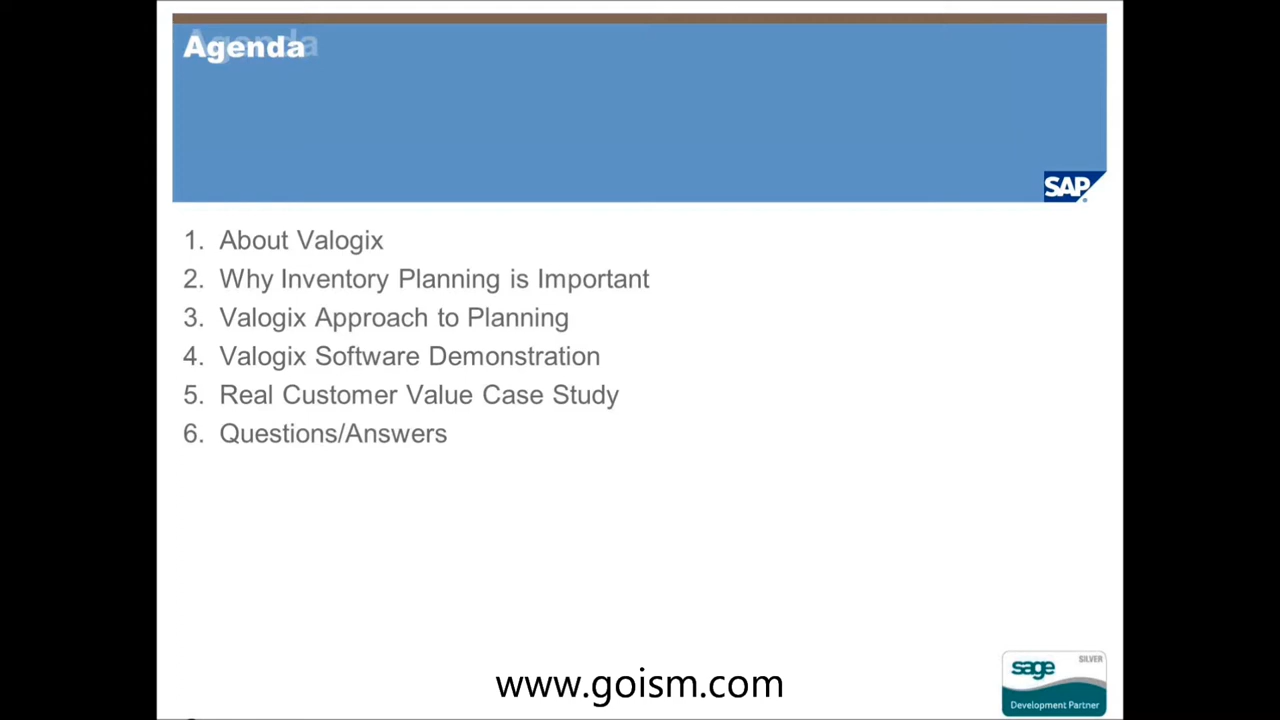 Agenda
SAP
1. About Valogix
2. Why Inventory Planning is Important
3. Valogix Approach to Planning
4. Valogix Software Demonstration
5. Real Customer Value Case Study
6. Questions/Answers
SILVER
sage
Development Partner
www.goism.com